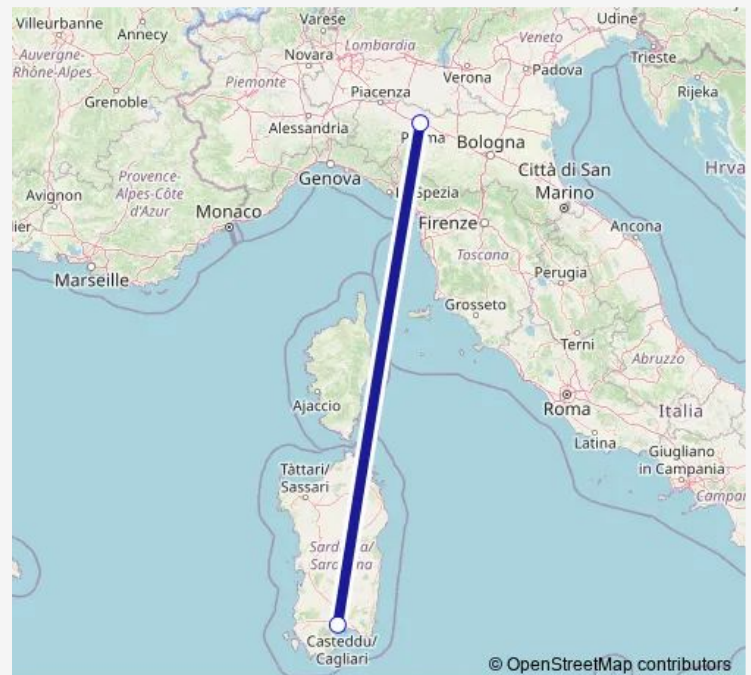 Villeurbanne
Annecy
Varese
Udine
Auvergne-
Rhône-Alpes
Novara
Lombardia
Veneto
Trieste
Grenoble
Piemonte
Verona
Padova
Piacenza
Rijeka
Alessandria
Bologna
Provence-
Alpes-Côte
d'Azur
Genova
Spezia
Città di San
Marino
Hrva
Avignon
Monaco
Firenze
Ancona
lier
Toscana
Marseille
Perugia
Grosseto
Terni
Abruzzo
Ajaccio
Roma
Italia
Latina
Giugliano
in Campania
Tàttari/
Sassari
Campan
Casteddu/
Cagliari
© OpenStreetMap contributors